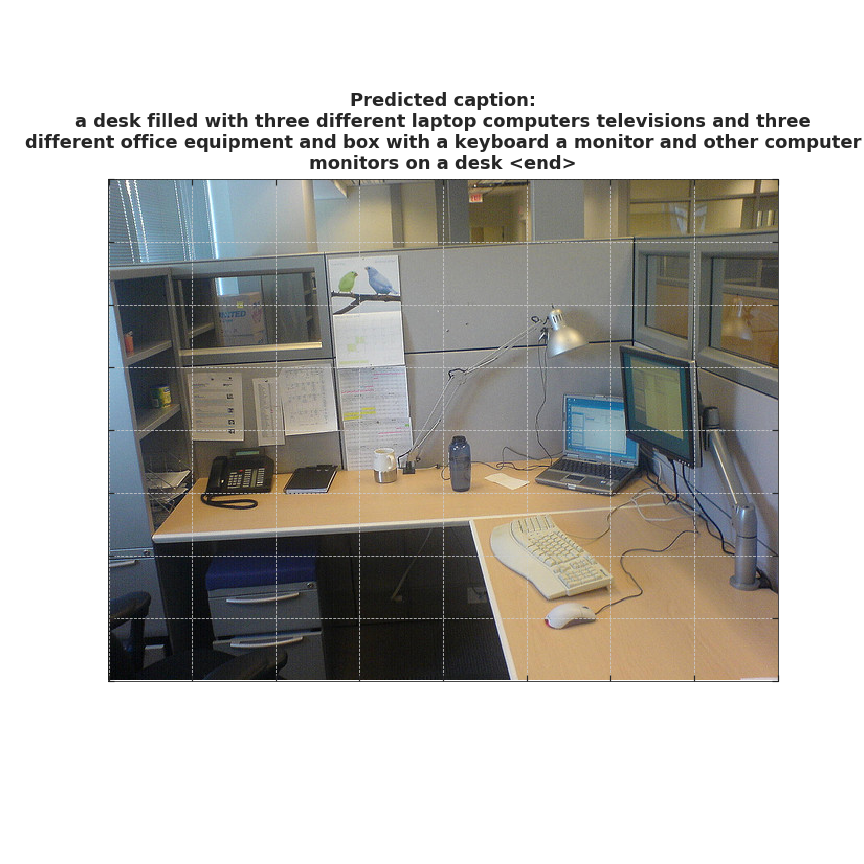 Predicted caption:
a desk filled with three different laptop computers televisions and three
different office equipment and box with a keyboard a monitor and other computer
monitors on a desk <end>